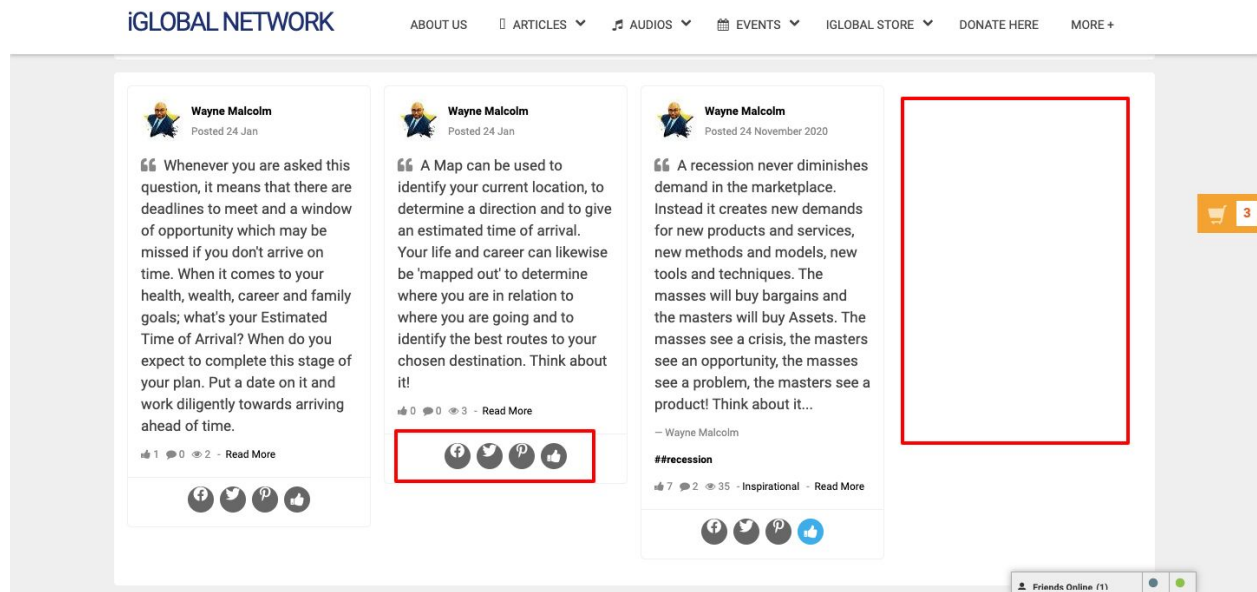 iGLOBAL NETWORK
ABOUT US
ARTICLES
AUDIOS
EVENTS
IGLOBAL STORE
DONATE HERE
MORE +
Wayne Malcolm
Posted 24 Jan
Whenever you are asked this
question, it means that there are
deadlines to meet and a window
of opportunity which may be
missed if you don't arrive on
time. When it comes to your
health, wealth, career and family
goals; what's your Estimated
Time of Arrival? When do you
expect to complete this stage of
your plan. Put a date on it and
work diligently towards arriving
ahead of time.
1 0 2 - Read More
Wayne Malcolm
Posted 24 Jan
A Map can be used to
identify your current location, to
determine a direction and to give
an estimated time of arrival.
Your life and career can likewise
be 'mapped out' to determine
where you are in relation to
where you are going and to
identify the best routes to your
chosen destination. Think about
it!
0 0 3 - Read More
Wayne Malcolm
Posted 24 November 2020
A recession never diminishes
demand in the marketplace.
Instead it creates new demands
for new products and services,
new methods and models, new
tools and techniques. The
masses will buy bargains and
the masters will buy Assets. The
masses see a crisis, the masters
see an opportunity, the masses
see a problem, the masters see a
product! Think about it...
— Wayne Malcolm
##recession
7 2 35 - Inspirational - Read More
3
Friends Online (1)